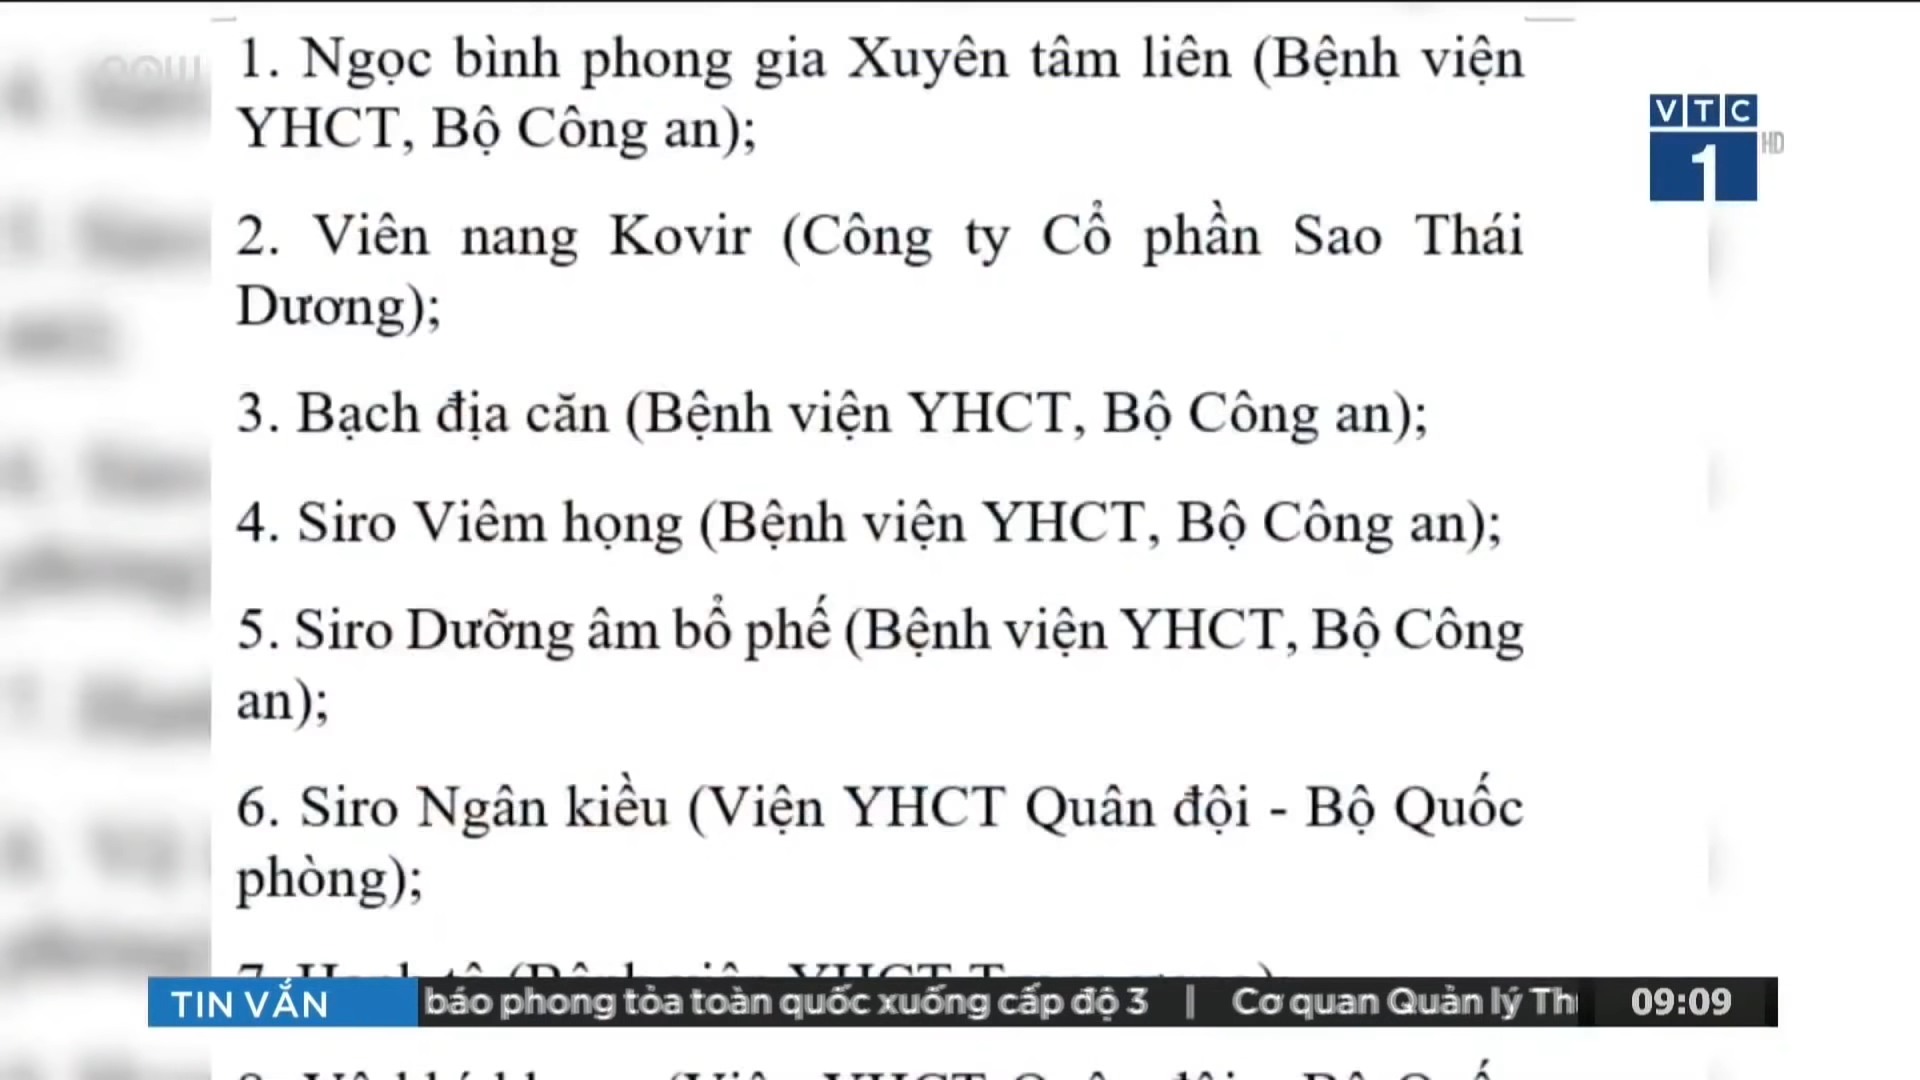 1. Ngọc bình phong gia Xuyên tâm liên (Bệnh viện
YHCT, Bộ Công an);
2. Viên nang Kovir (Công ty Cổ phần Sao Thái
Dương);
3. Bạch địa căn (Bệnh viện YHCT, Bộ Công an);
4. Siro Viêm họng (Bệnh viện YHCT, Bộ Công an);
5. Siro Dưỡng âm bổ phế (Bệnh viện YHCT, Bộ Công
an);
6. Siro Ngân kiều (Viện YHCT Quân đội - Bộ Quốc
phòng);
VTC
1 HD
TIN VẮN báo phong tỏa toàn quốc xuống cấp độ 3 | Cơ quan Quản lý 09:09